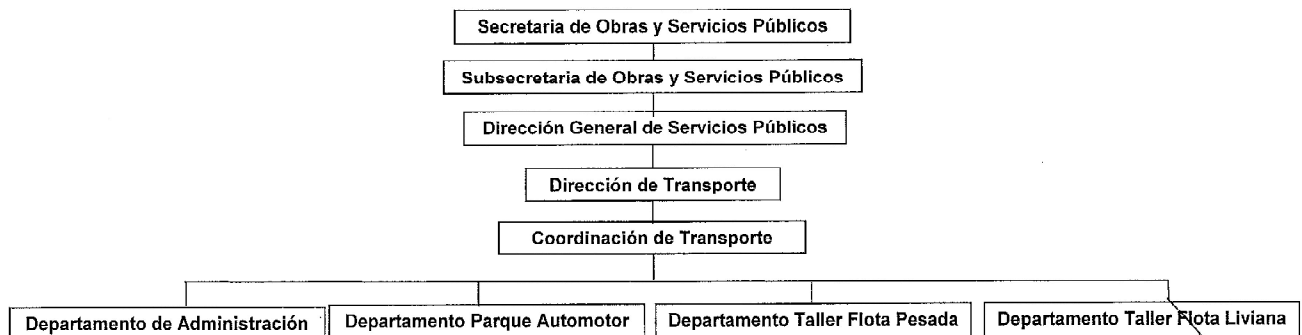 Secretaria de Obras y Servicios Públicos
Subsecretaria de Obras y Servicios Públicos
Dirección General de Servicios Públicos
Dirección de Transporte
Coordinación de Transporte
Departamento de Administración
Departamento Parque Automotor
Departamento Taller Flota Pesada
Departamento Taller Flota Liviana